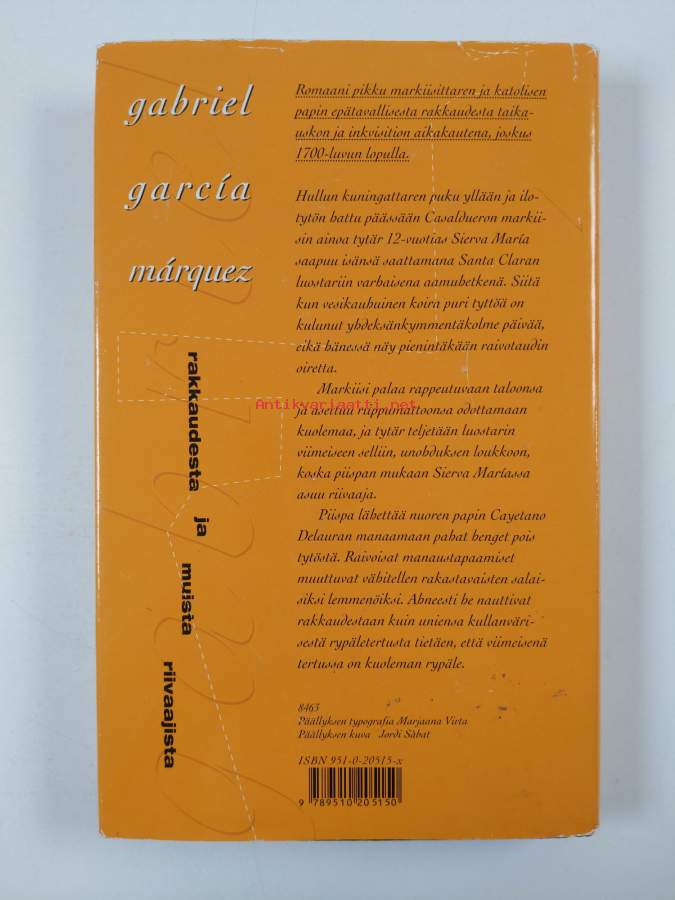 gabriel
garcía
márquez
rakkaudesta
ja
muista
riivaajista
Romaani pikku markiisittaren ja katolisen
papin epätavallisesta rakkaudesta taika-
uskon ja inkvisition aikakautena, joskus
1700-luvun lopulla.
Hullun kuningattaren puku yllään ja ilo-
tytön hattu päässään Casaldueron markii-
sin ainoa tytär 12-vuotias Sierva María
saapuu isänsä saattamana Santa Claran
luostariin varhaisena aamuhetkenä. Siitä
kun vesikauhuinen koira puri tyttöä on
kulunut yhdeksänkymmentäkolme päivää,
eikä hänessä näy pienintäkään raivotaudin
oiretta.
Markiisi palaa rappeutuvaan taloonsa
Antikvariaatti.net
ja asettuu riippumattoonsa odottamaan
kuolemaa, ja tytär teljetään luostarin
viimeiseen selliin, unohduksen loukkoon,
koska piispan mukaan Sierva Maríassa
asuu riivaaja.
Piispa lähettää nuoren papin Cayetano
Delauran manaamaan pahat henget pois
tytöstä. Raivoisat manaustapaamiset
muuttuvat vähitellen rakastavaisten salai-
siksi lemmenöiksi. Ahneesti he nauttivat
rakkaudestaan kuin uniensa kullanväri-
sestä rypäletertusta tietäen, että viimeisenä
tertussa on kuoleman rypäle.
8463
Päällyksen typografia Marjaana Virta
Päällyksen kuva Jordi Sàbat
ISBN 951-0-20515-x
9 789510 205150